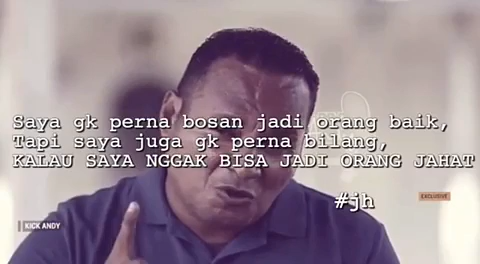 Saya gk perna bosan jadi orang baik,
Tapi saya juga gk perna bilang,
KALAU SAYA NGGAK BISA JADI ORANG JAHAT
#jh
EXCLUSIVE
KICK ANDY